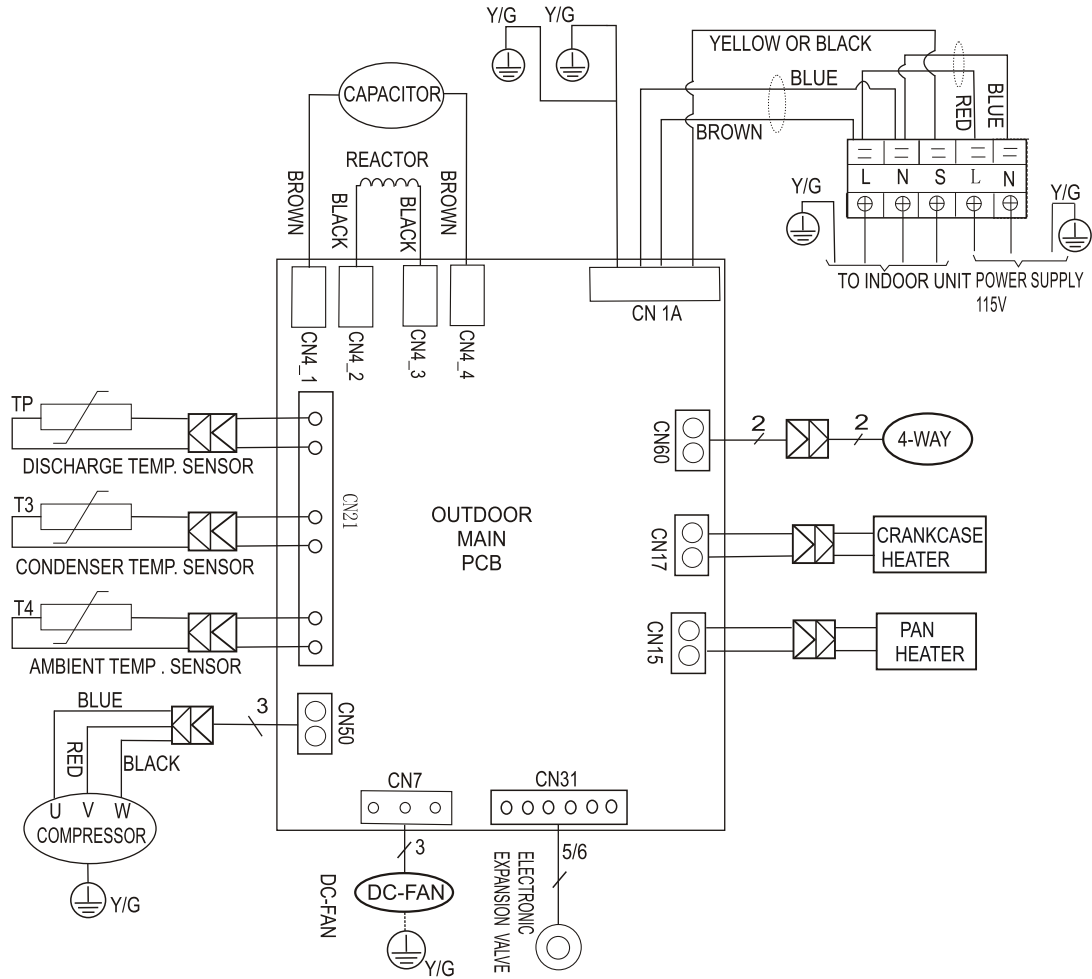 Y/G
Y/G
YELLOW OR BLACK
BLUE
BROWN
RED
BLUE
L N S L N
Y/G
Y/G
TO INDOOR UNIT
POWER SUPPLY
115V
CAPACITOR
REACTOR
BROWN
BLACK
BLACK
BROWN
CN4_1
CN4_2
CN4_3
CN4_4
CN 1A
TP
DISCHARGE TEMP. SENSOR
T3
CONDENSER TEMP. SENSOR
T4
AMBIENT TEMP . SENSOR
CN21
OUTDOOR
MAIN
PCB
CN60
2
2
4-WAY
CN17
CRANKCASE
HEATER
CN15
PAN
HEATER
BLUE
RED
BLACK
3
CN50
U V W
COMPRESSOR
Y/G
CN7
3
DC-FAN
DC-FAN
Y/G
CN31
5/6
ELECTRONIC
EXPANSION VALVE